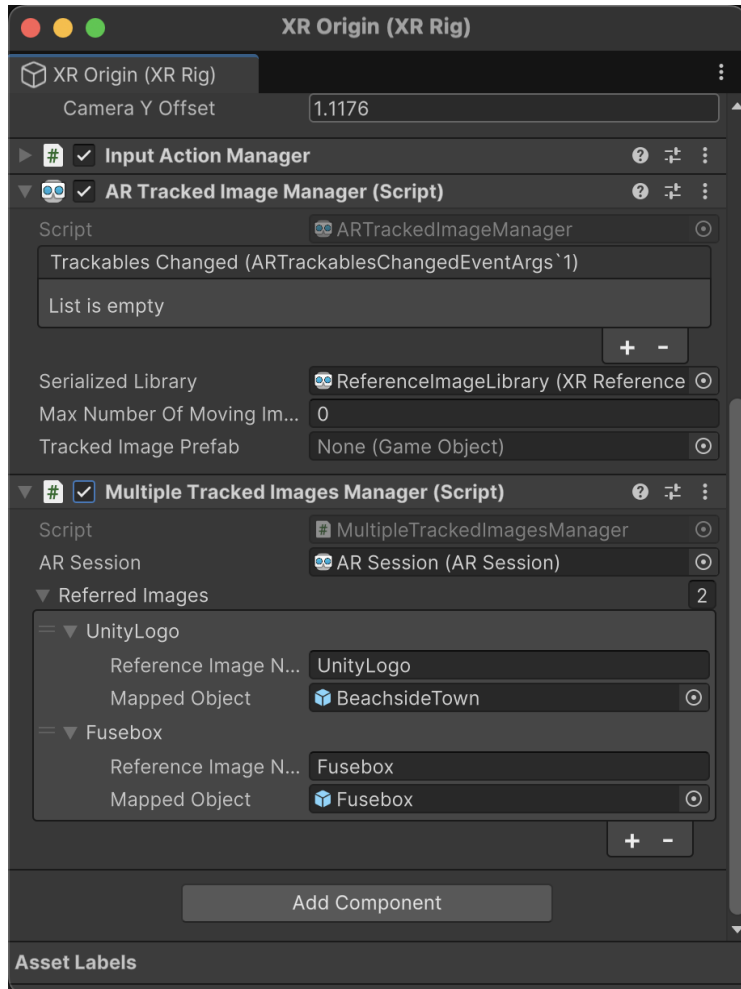 XR Origin (XR Rig)
XR Origin (XR Rig)
Camera Y Offset 1.1176
# Input Action Manager
AR Tracked Image Manager (Script)
Script ARTrackedImageManager
Trackables Changed (ARTrackablesChangedEventArgs`1)
List is empty
+ -
Serialized Library ReferenceImageLibrary (XR Reference
Max Number Of Moving Im... 0
Tracked Image Prefab None (Game Object)
# Multiple Tracked Images Manager (Script)
Script # MultipleTrackedImagesManager
AR Session AR Session (AR Session)
Referred Images 2
UnityLogo
Reference Image N... UnityLogo
Mapped Object BeachsideTown
Fusebox
Reference Image N... Fusebox
Mapped Object Fusebox
+ -
Add Component
Asset Labels